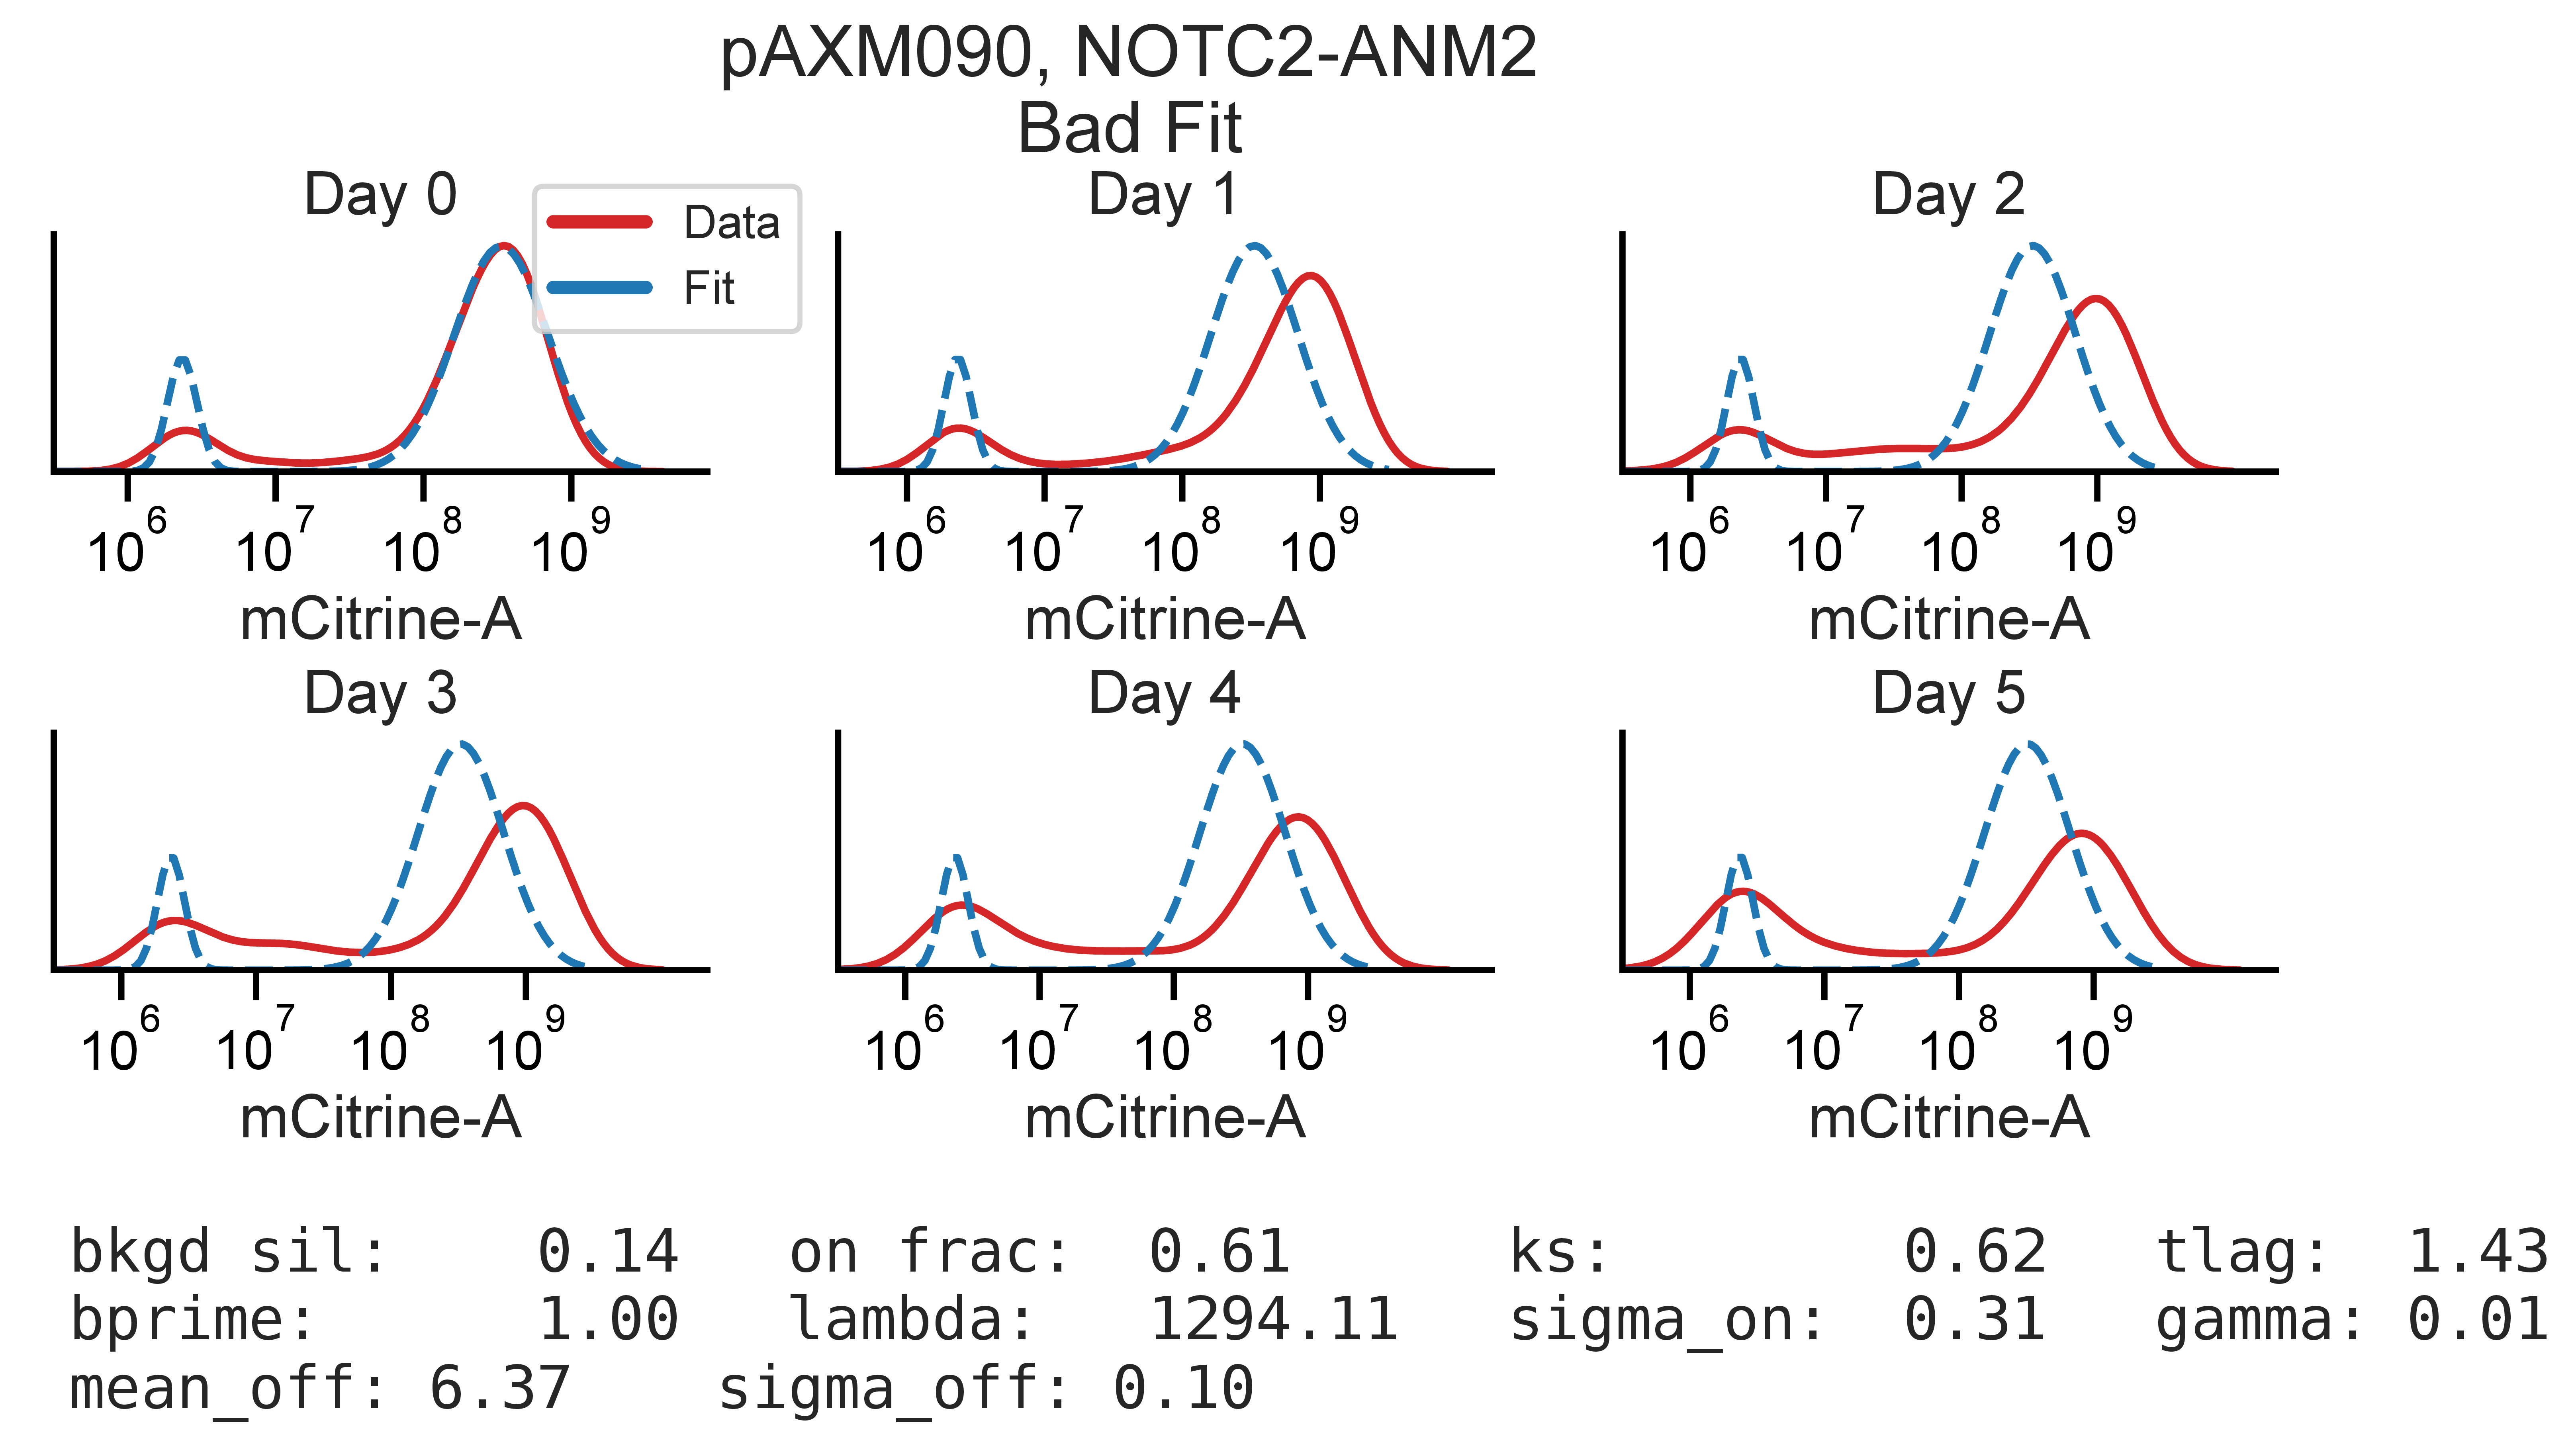 pAXM090, NOTC2-ANM2
Bad Fit
Day 0
Data
Fit
10^6 10^7 10^8 10^9
mCitrine-A
Day 1
10^6 10^7 10^8 10^9
mCitrine-A
Day 2
10^6 10^7 10^8 10^9
mCitrine-A
Day 3
10^6 10^7 10^8 10^9
mCitrine-A
Day 4
10^6 10^7 10^8 10^9
mCitrine-A
Day 5
10^6 10^7 10^8 10^9
mCitrine-A
bkgd sil: 0.14 on frac: 0.61 ks: 0.62 tlag: 1.43
bprime: 1.00 lambda: 1294.11 sigma_on: 0.31 gamma: 0.01
mean_off: 6.37 sigma_off: 0.10